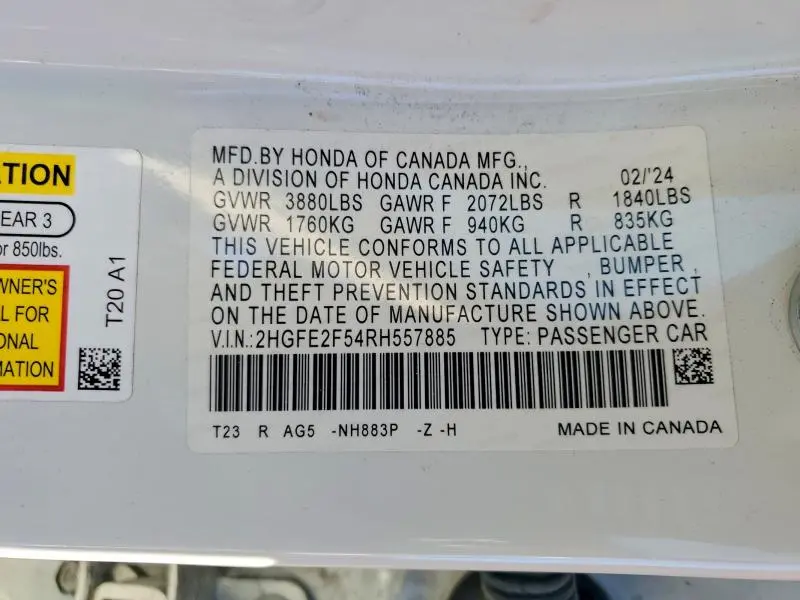 TION
EAR 3
or 850lbs.
WNER'S
L FOR
ONAL
MATION
T20 A1
MFD.BY HONDA OF CANADA MFG.,
A DIVISION OF HONDA CANADA INC. 02/'24
GVWR 3880LBS GAWR F 2072LBS R 1840LBS
GVWR 1760KG GAWR F 940KG R 835KG
THIS VEHICLE CONFORMS TO ALL APPLICABLE
FEDERAL MOTOR VEHICLE SAFETY , BUMPER ,
AND THEFT PREVENTION STANDARDS IN EFFECT
ON THE DATE OF MANUFACTURE SHOWN ABOVE.
V.I.N.:2HGFE2F54RH557885 TYPE: PASSENGER CAR
T23 R AG5 -NH883P -Z -H MADE IN CANADA